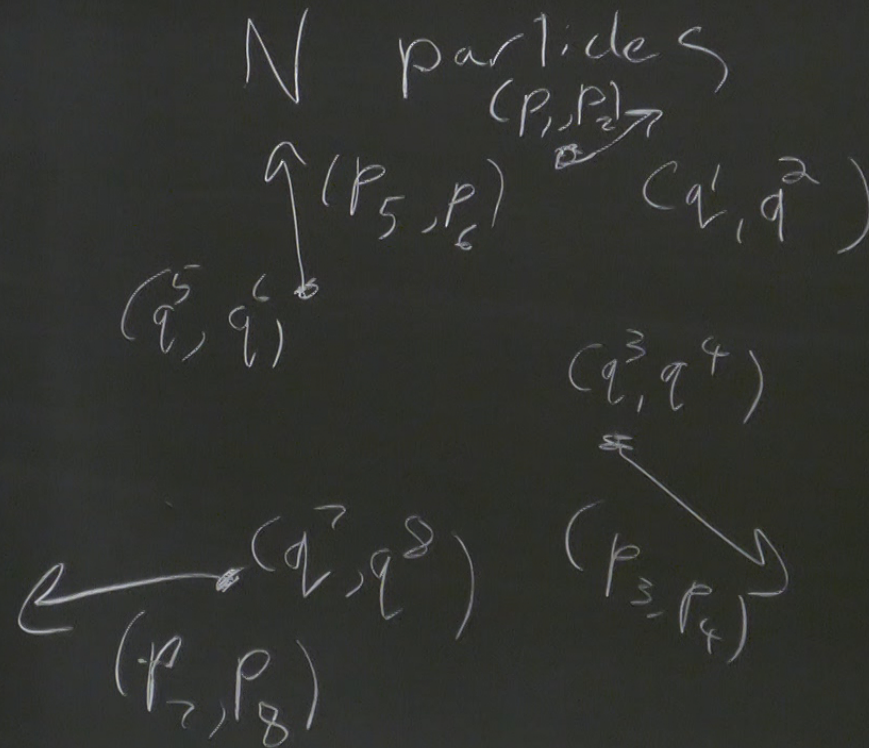 N particles
(p₁, p₂)
(p₅, p₆)
(q¹, q²)
(q⁵, q⁶)
(q³, q⁴)
(q⁷, q⁸)
(p₃, p₄)
(p₇, p₈)